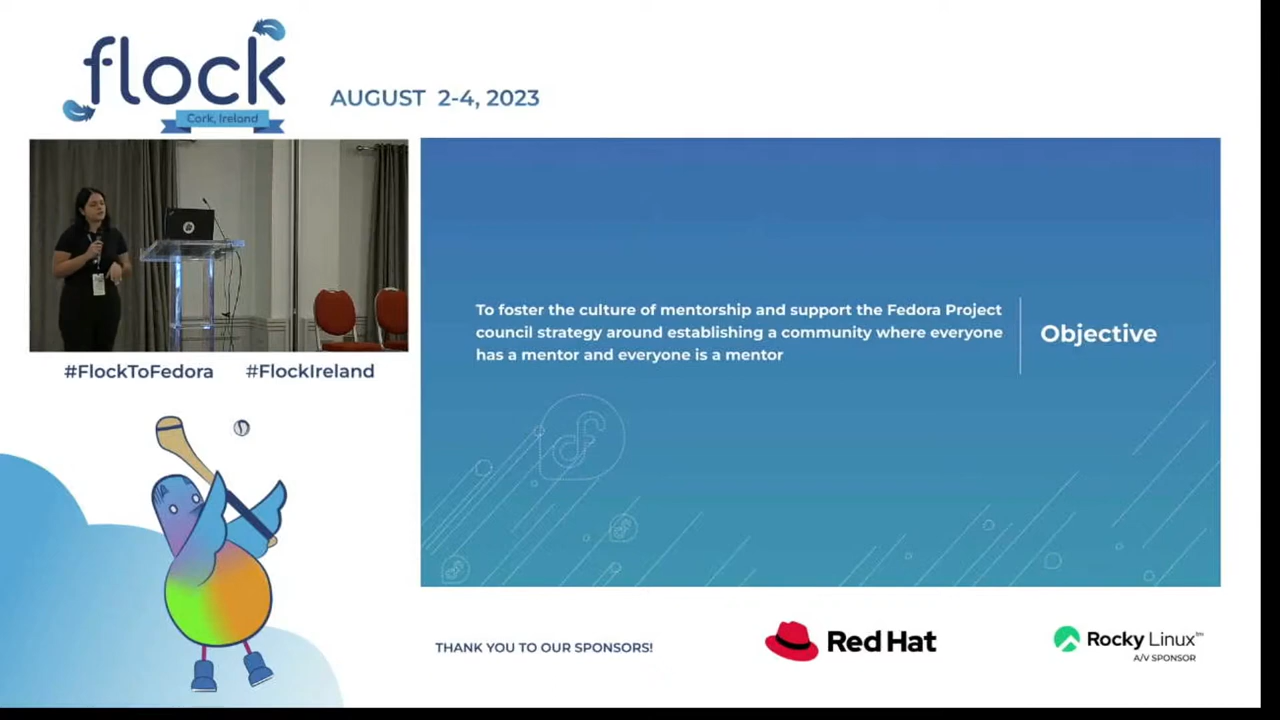 flock
Cork, Ireland
AUGUST 2-4, 2023
To foster the culture of mentorship and support the Fedora Project
council strategy around establishing a community where everyone
has a mentor and everyone is a mentor
Objective
#FlockToFedora #FlockIreland
THANK YOU TO OUR SPONSORS!
Red Hat
Rocky Linux™
A/V SPONSOR